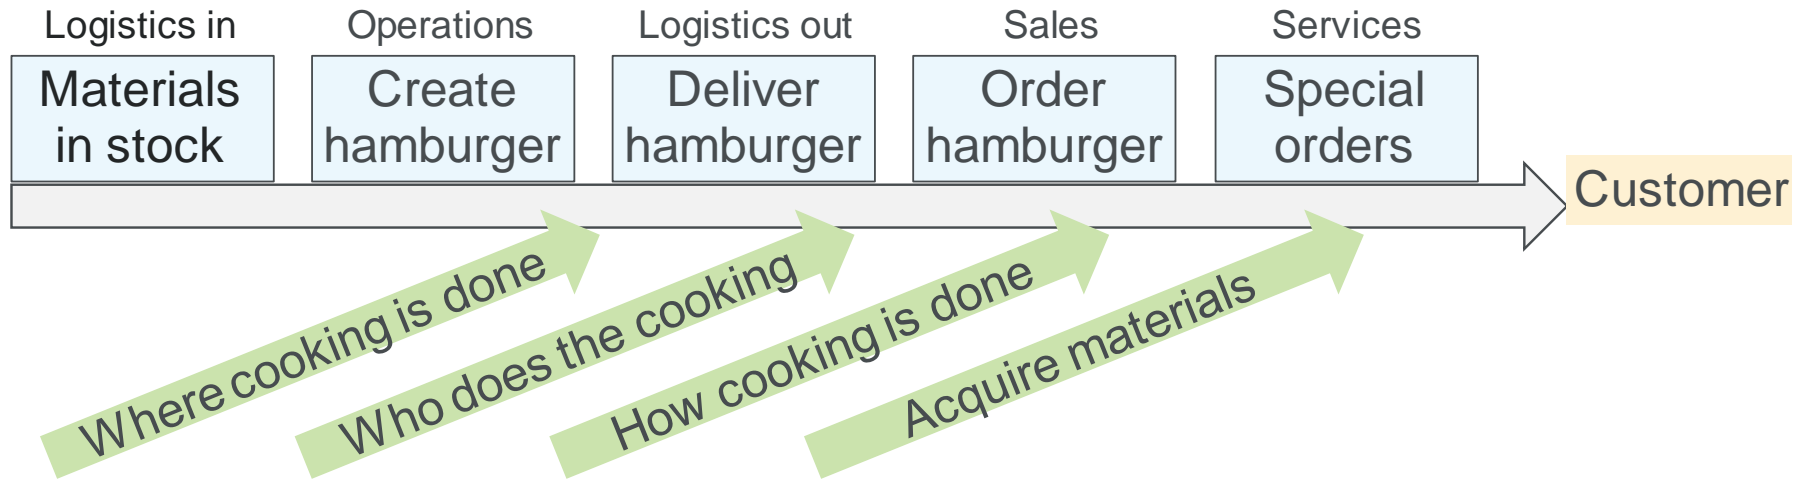 Logistics in
Operations
Logistics out
Sales
Services
Materials
in stock
Create
hamburger
Deliver
hamburger
Order
hamburger
Special
orders
Customer
Where cooking is done
Who does the cooking
How cooking is done
Acquire materials